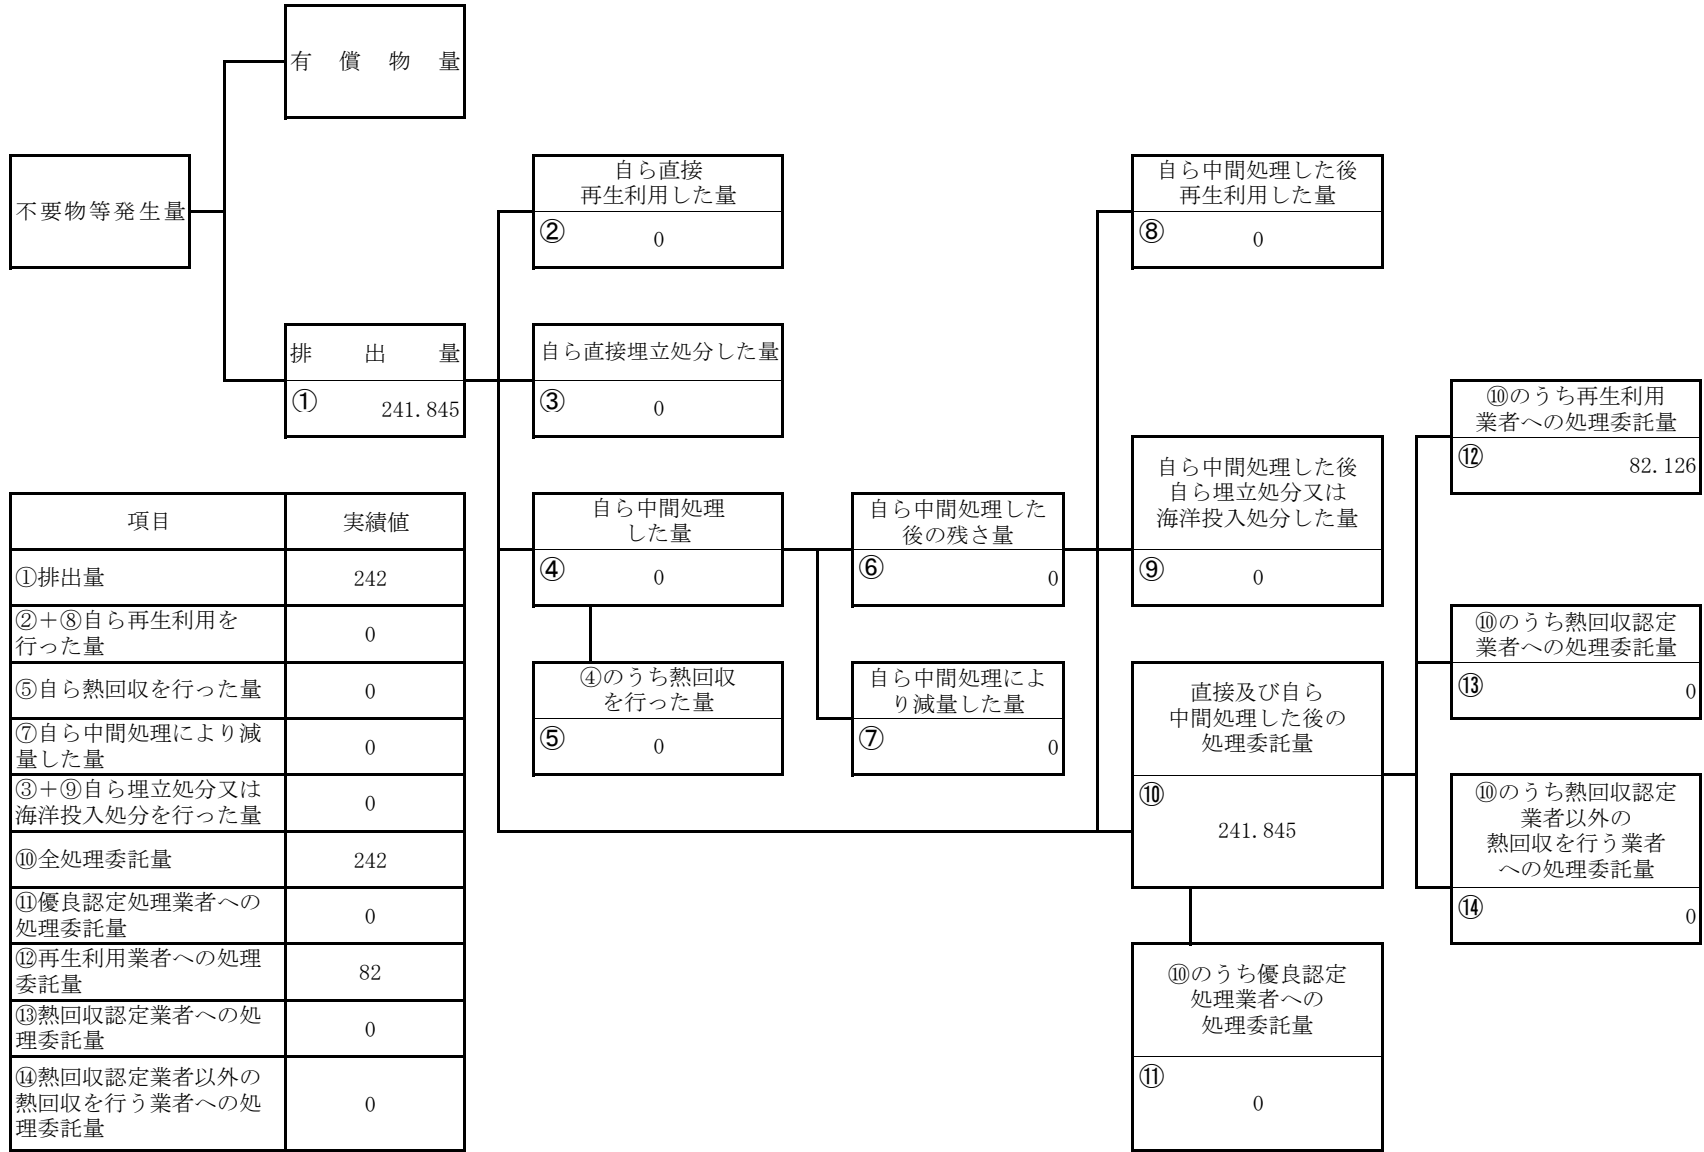 有償物量
不要物等発生量
排出量
① 241.845
自ら直接
再生利用した量
② 0
自ら直接埋立処分した量
③ 0
自ら中間処理
した量
④ 0
④のうち熱回収
を行った量
⑤ 0
自ら中間処理した
後の残さ量
⑥ 0
自ら中間処理によ
り減量した量
⑦ 0
自ら中間処理した後
再生利用した量
⑧ 0
自ら中間処理した後
自ら埋立処分又は
海洋投入処分した量
⑨ 0
直接及び自ら
中間処理した後の
処理委託量
⑩
241.845
⑩のうち優良認定
処理業者への
処理委託量
⑪
0
⑩のうち再生利用
業者への処理委託量
⑫ 82.126
⑩のうち熱回収認定
業者への処理委託量
⑬ 0
⑩のうち熱回収認定
業者以外の
熱回収を行う業者
への処理委託量
⑭ 0
項目 実績値
①排出量 242
②＋⑧自ら再生利用を
行った量 0
⑤自ら熱回収を行った量 0
⑦自ら中間処理により減
量した量 0
③＋⑨自ら埋立処分又は
海洋投入処分を行った量 0
⑩全処理委託量 242
⑪優良認定処理業者への
処理委託量 0
⑫再生利用業者への処理
委託量 82
⑬熱回収認定業者への処
理委託量 0
⑭熱回収認定業者以外の
熱回収を行う業者への処
理委託量 0